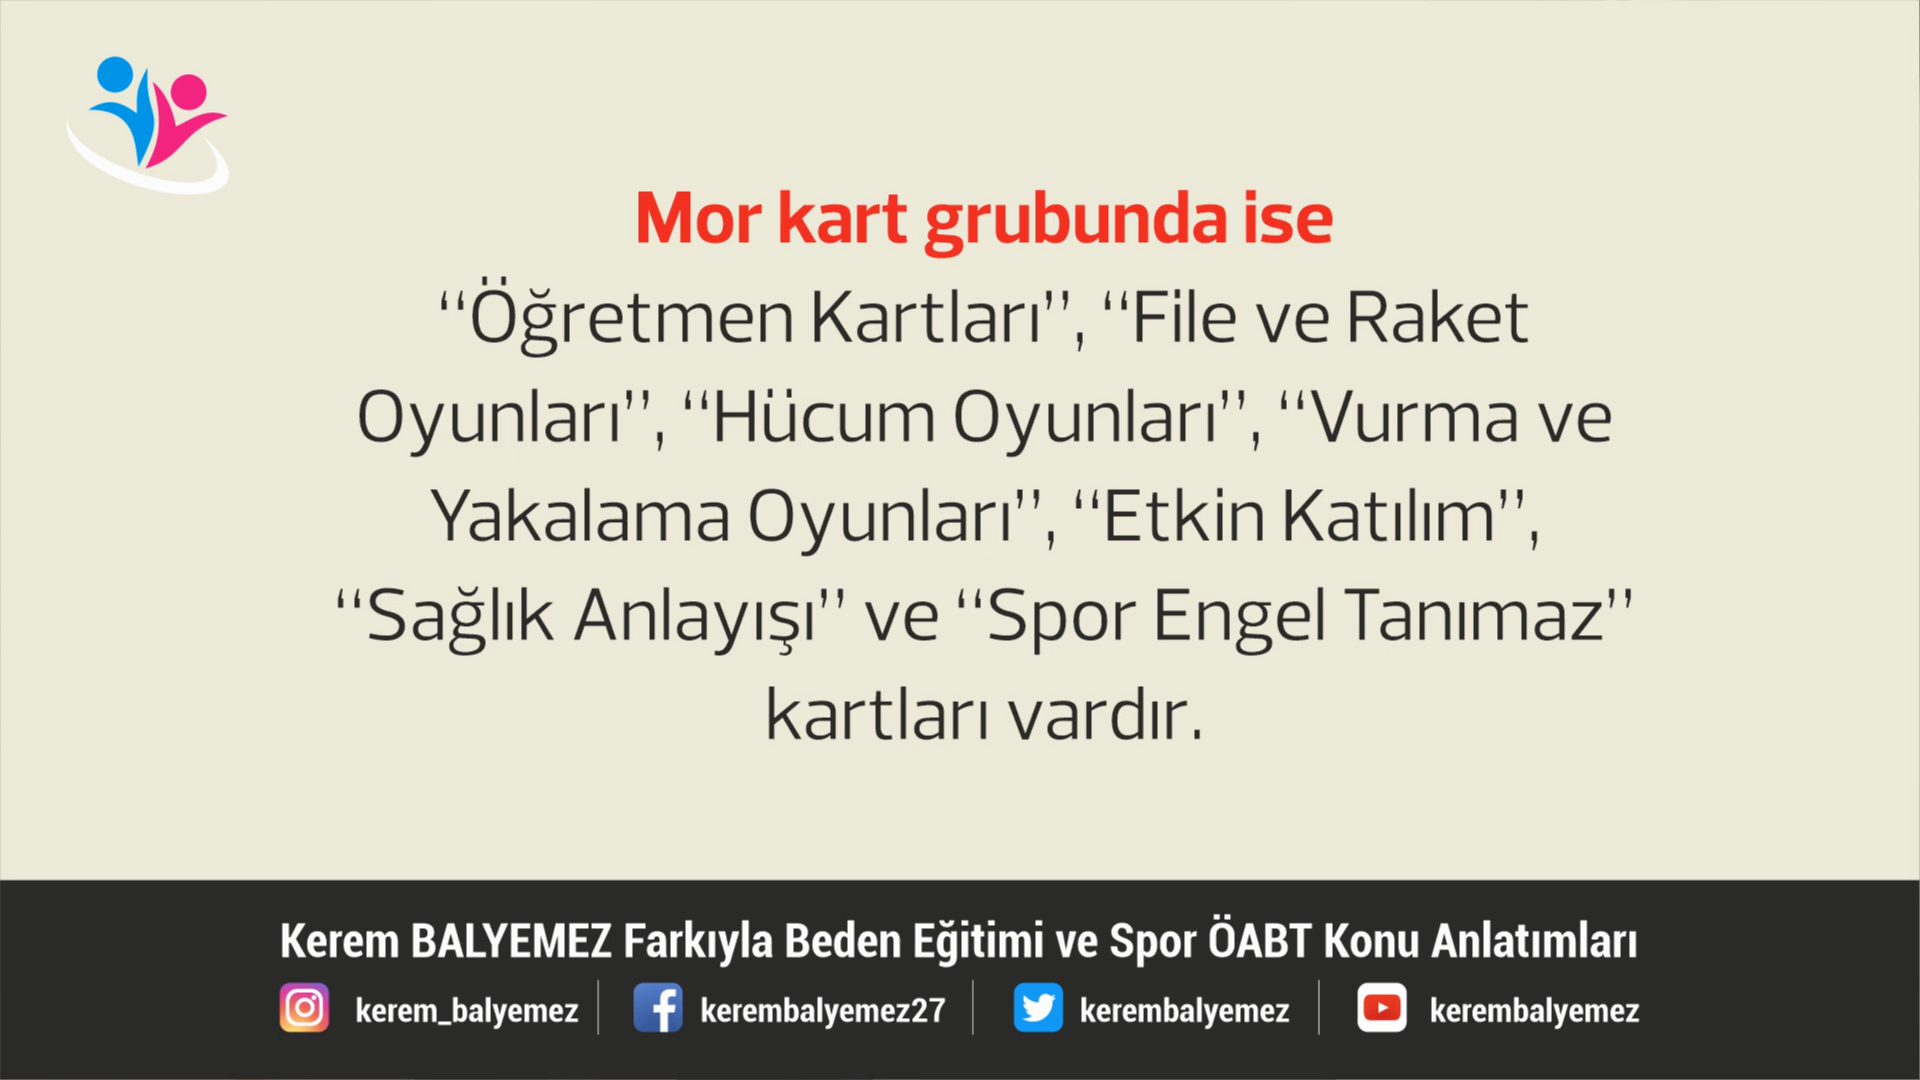 Mor kart grubunda ise
“Öğretmen Kartları”, “File ve Raket
Oyunları”, “Hücum Oyunları”, “Vurma ve
Yakalama Oyunları”, “Etkin Katılım”,
“Sağlık Anlayışı” ve “Spor Engel Tanımaz”
kartları vardır.
Kerem BALYEMEZ Farkıyla Beden Eğitimi ve Spor ÖABT Konu Anlatımları
kerem_balyemez kerembalyemez27 kerembalyemez kerembalyemez